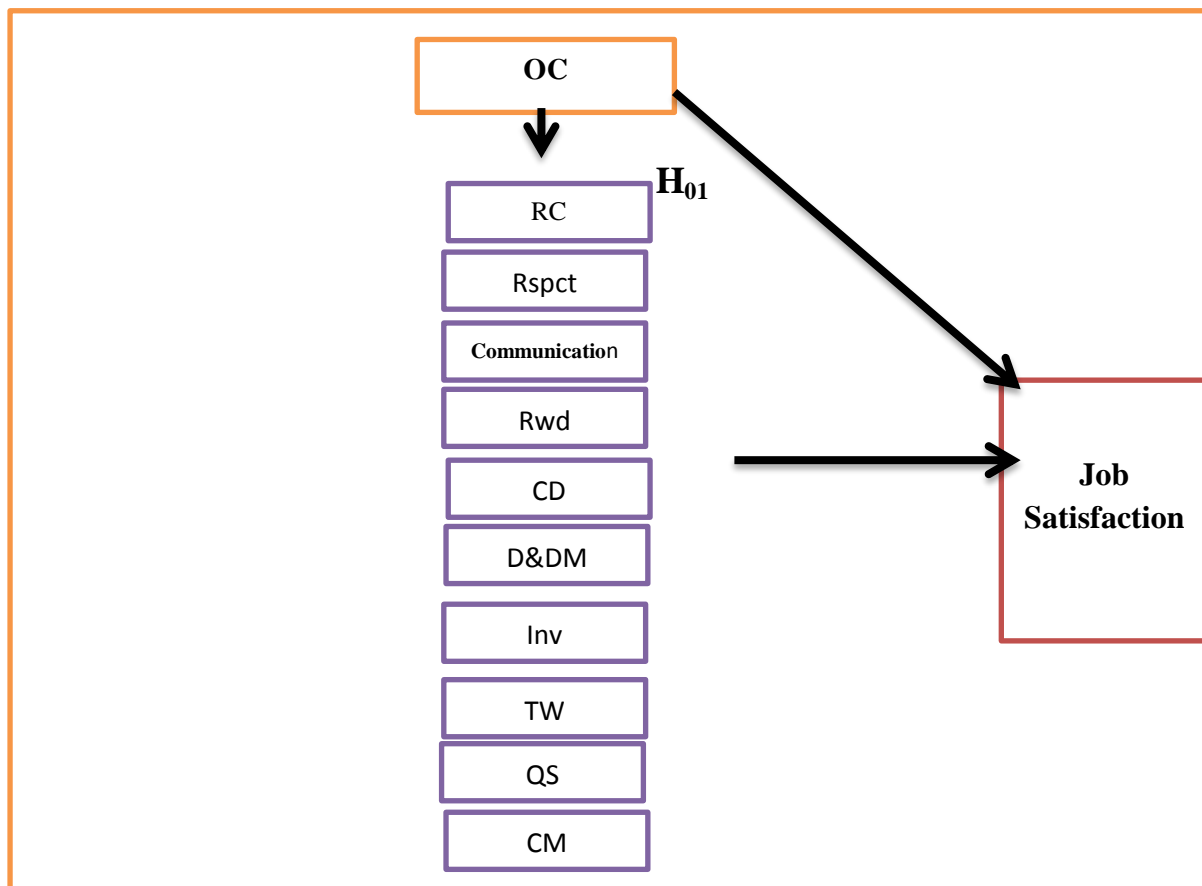 OC
H01
RC
Rspct
Communication
Rwd
CD
Job
Satisfaction
D&DM
Inv
TW
QS
CM